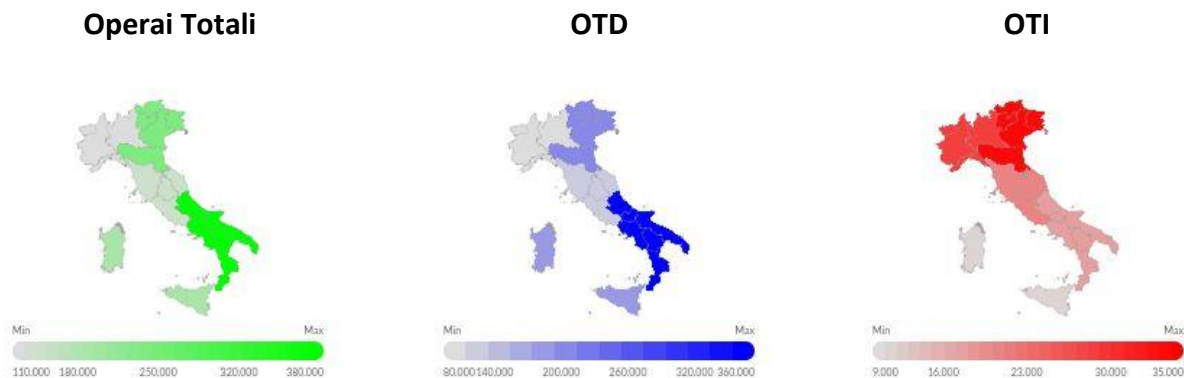 Operai Totali
OTD
OTI
Min Max
110.000 180.000 250.000 320.000 380.000
Min Max
80.000 140.000 200.000 260.000 320.000 360.000
Min Max
9.000 16.000 23.000 30.000 35.000